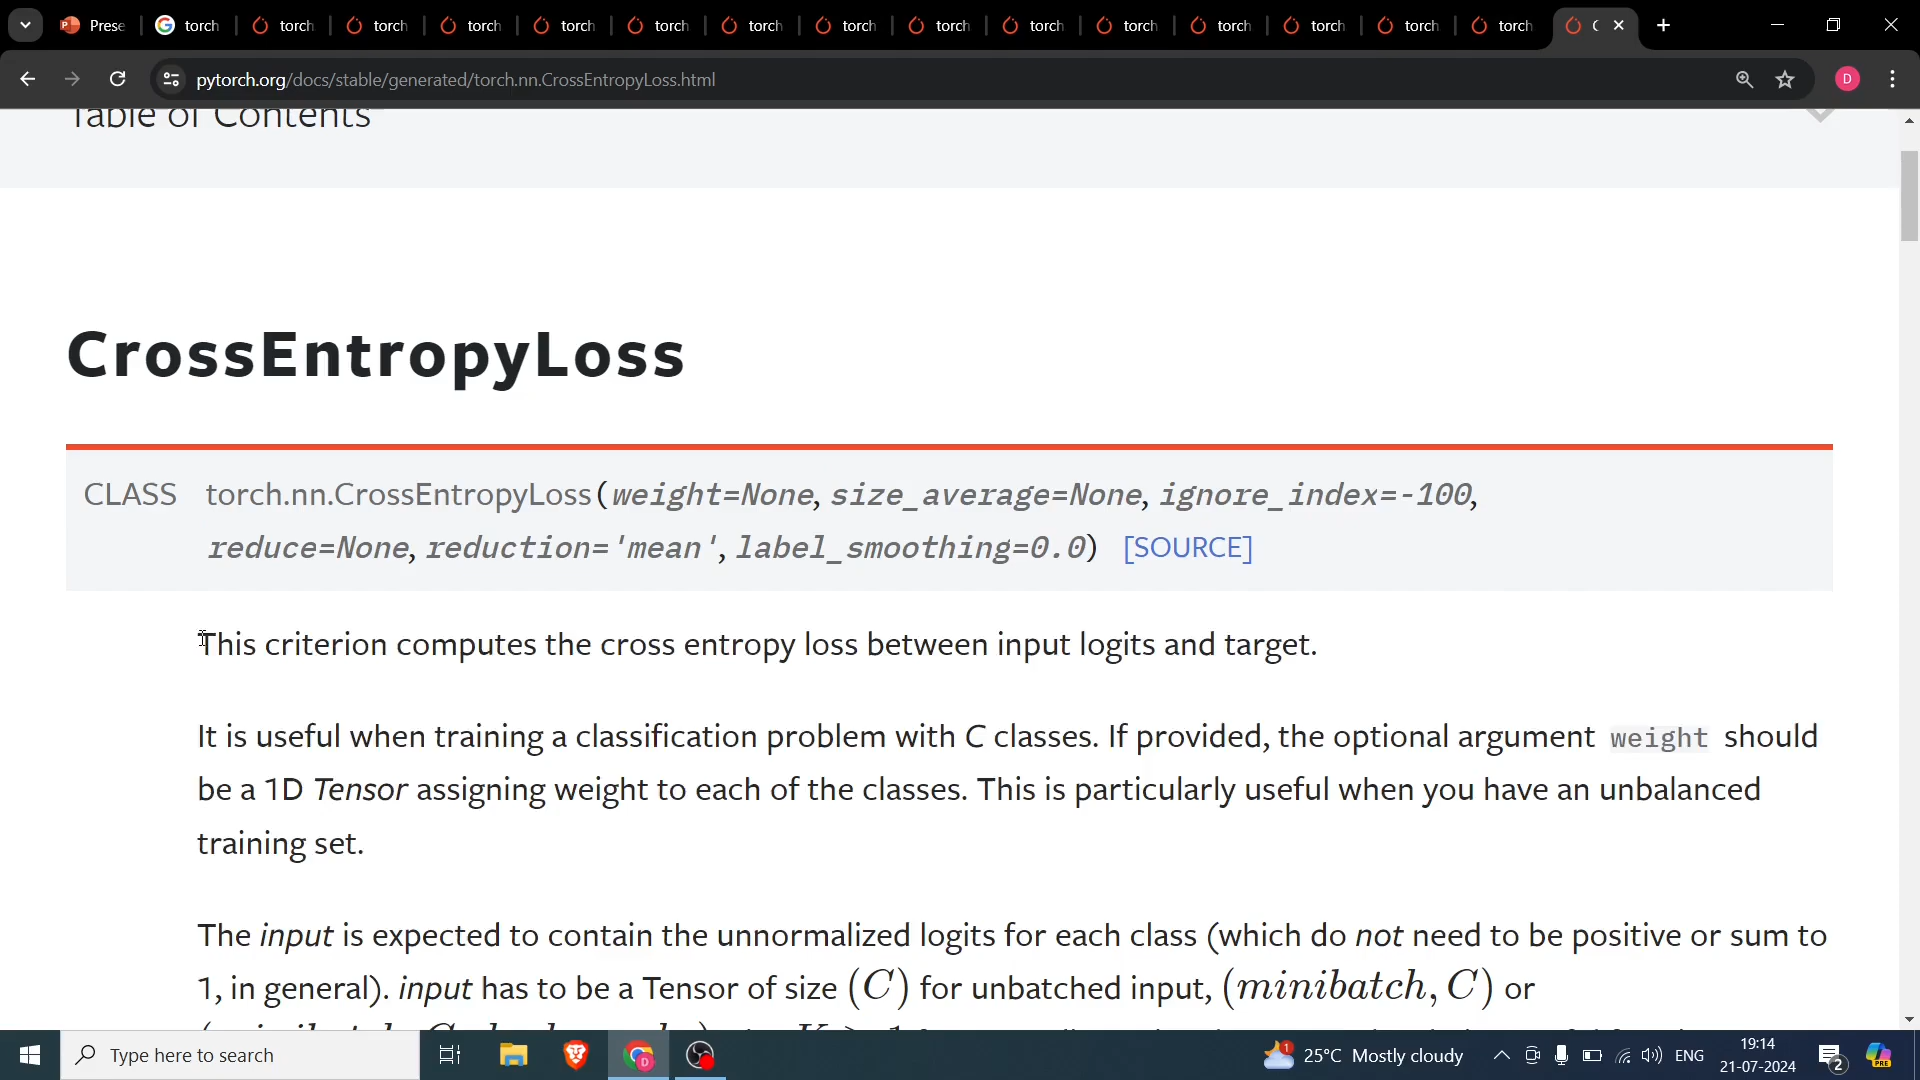 Prese torch torch torch torch torch torch torch torch torch torch torch torch torch torch torch
pytorch.org/docs/stable/generated/torch.nn.CrossEntropyLoss.html
D
Table of Contents
CrossEntropyLoss
CLASS torch.nn.CrossEntropyLoss(weight=None, size_average=None, ignore_index=-100,
reduce=None, reduction='mean', label_smoothing=0.0) [SOURCE]
This criterion computes the cross entropy loss between input logits and target.
It is useful when training a classification problem with C classes. If provided, the optional argument weight should
be a 1D Tensor assigning weight to each of the classes. This is particularly useful when you have an unbalanced
training set.
The input is expected to contain the unnormalized logits for each class (which do not need to be positive or sum to
1, in general). input has to be a Tensor of size (C) for unbatched input, (minibatch, C) or
Type here to search
1
25°C Mostly cloudy
ENG
19:14
21-07-2024
2
PRE